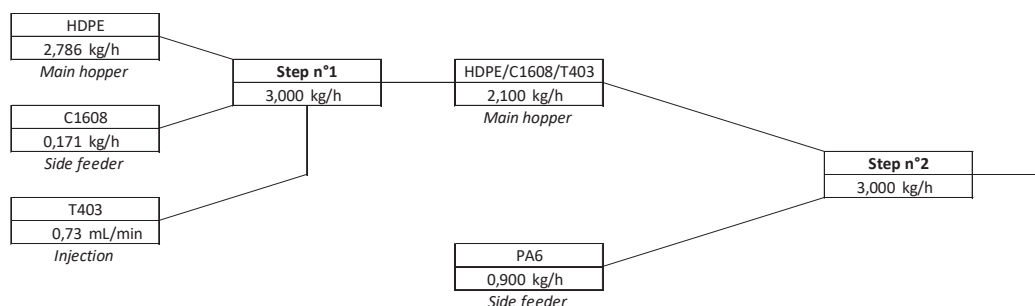 HDPE
2,786 kg/h
Main hopper
C1608
0,171 kg/h
Side feeder
T403
0,73 mL/min
Injection
Step n°1
3,000 kg/h
HDPE/C1608/T403
2,100 kg/h
Main hopper
PA6
0,900 kg/h
Side feeder
Step n°2
3,000 kg/h